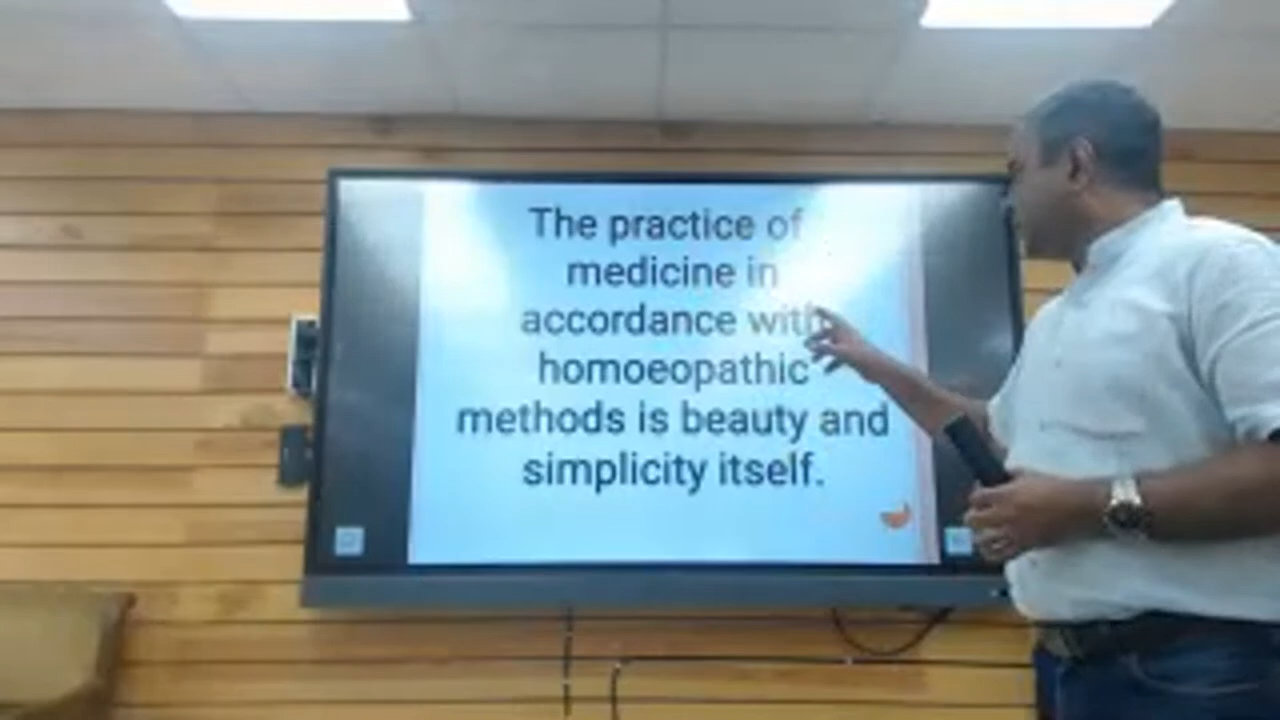 The practice of
medicine in
accordance with
homoeopathic
methods is beauty and
simplicity itself.